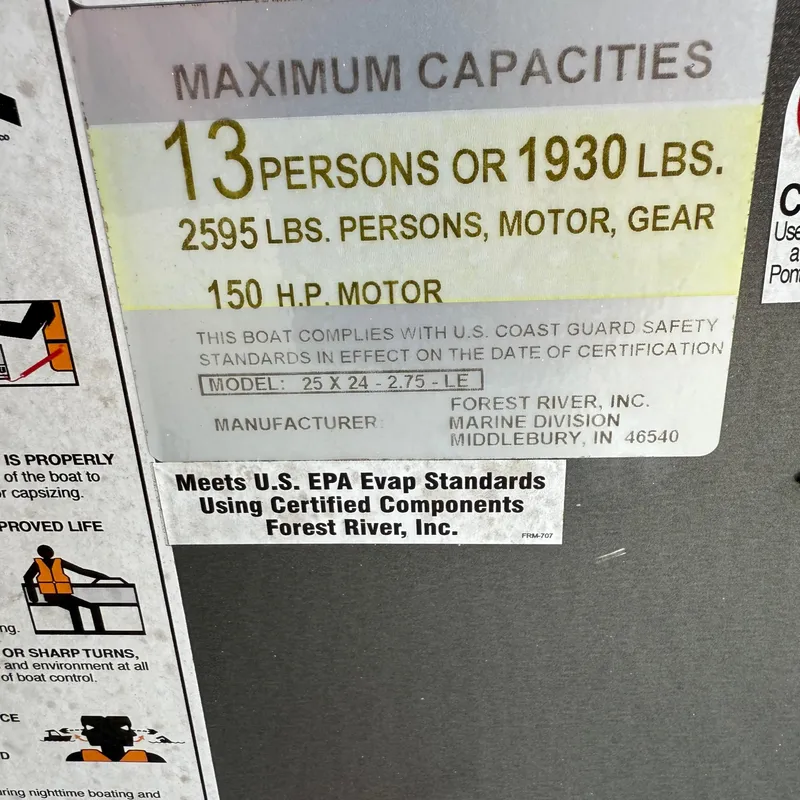 MAXIMUM CAPACITIES
13 PERSONS OR 1930 LBS.
2595 LBS. PERSONS, MOTOR, GEAR
150 H.P. MOTOR
THIS BOAT COMPLIES WITH U.S. COAST GUARD SAFETY
STANDARDS IN EFFECT ON THE DATE OF CERTIFICATION
MODEL: 25 X 24 - 2.75 - LE
FOREST RIVER, INC.
MANUFACTURER: MARINE DIVISION
MIDDLEBURY, IN 46540
Meets U.S. EPA Evap Standards
Using Certified Components
Forest River, Inc.
FRM-707
IS PROPERLY
of the boat to
or capsizing.
PROVED LIFE
ng.
OR SHARP TURNS,
and environment at all
of boat control.
CE
D
uring nighttime boating and
C
Use
a
Pont